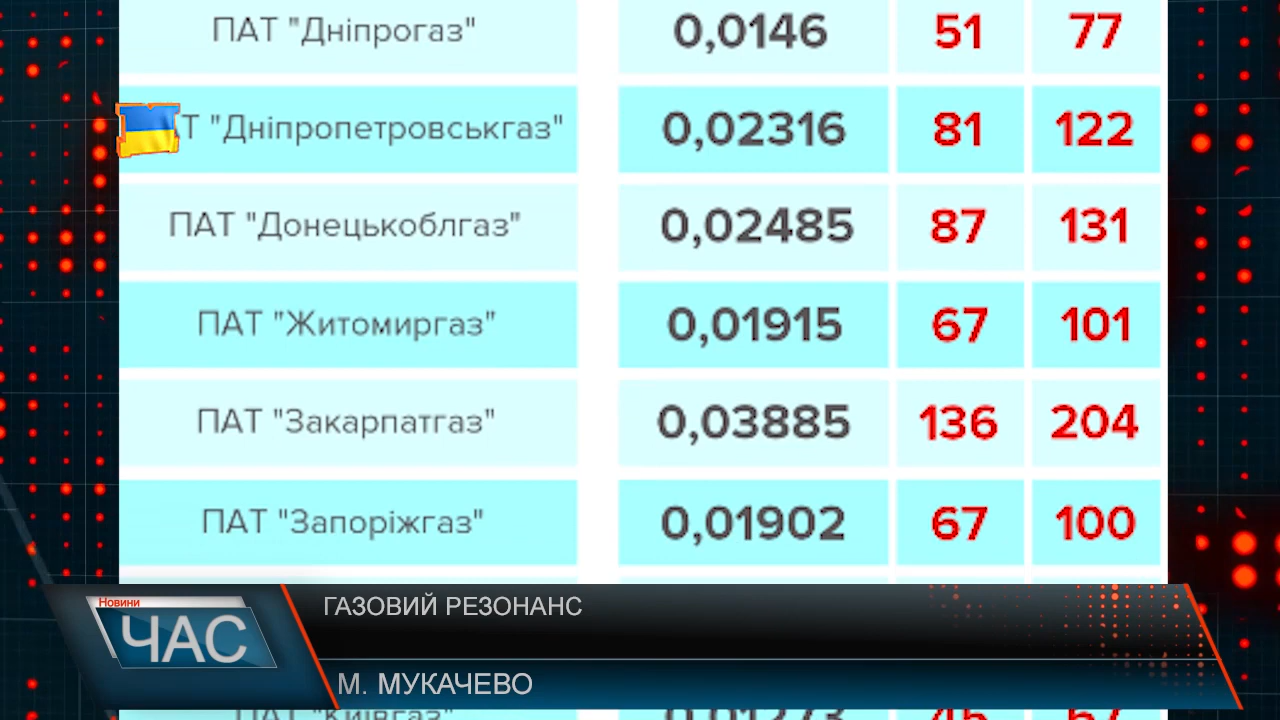 ПАТ "Дніпрогаз" 0,0146 51 77
Т "Дніпропетровськгаз" 0,02316 81 122
ПАТ "Донецькоблгаз" 0,02485 87 131
ПАТ "Житомиргаз" 0,01915 67 101
ПАТ "Закарпатгаз" 0,03885 136 204
ПАТ "Запоріжгаз" 0,01902 67 100
Новини
ЧАС
ГАЗОВИЙ РЕЗОНАНС
М. МУКАЧЕВО
ПАТ "Київгаз"